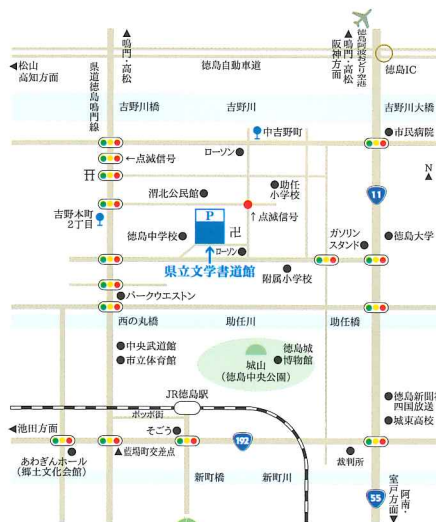 ▲鳴門・高松
▲鳴門・高松
阪神方面
徳島阿波おどり空港
◀松山
高知方面
県道徳島鳴門線
徳島自動車道
徳島IC
吉野川橋
吉野川
吉野川大橋
中吉野町
市民病院
ローソン
←点滅信号
N
助任
小学校
渭北公民館
11
吉野本町
2丁目
P
卍
↑点滅信号
徳島中学校
ガソリン
スタンド
徳島大学
ローソン
県立文学書道館
附属小学校
パークウエストン
西の丸橋
助任川
助任橋
中央武道館
市立体育館
徳島城
博物館
城山
(徳島中央公園)
JR徳島駅
徳島新聞社
四国放送
ポッポ街
城東高校
◀池田方面
そごう
192
あわぎんホール
(郷土文化会館)
▲藍場町交差点
裁判所
新町橋
新町川
55
阿南・
室戸方面▼